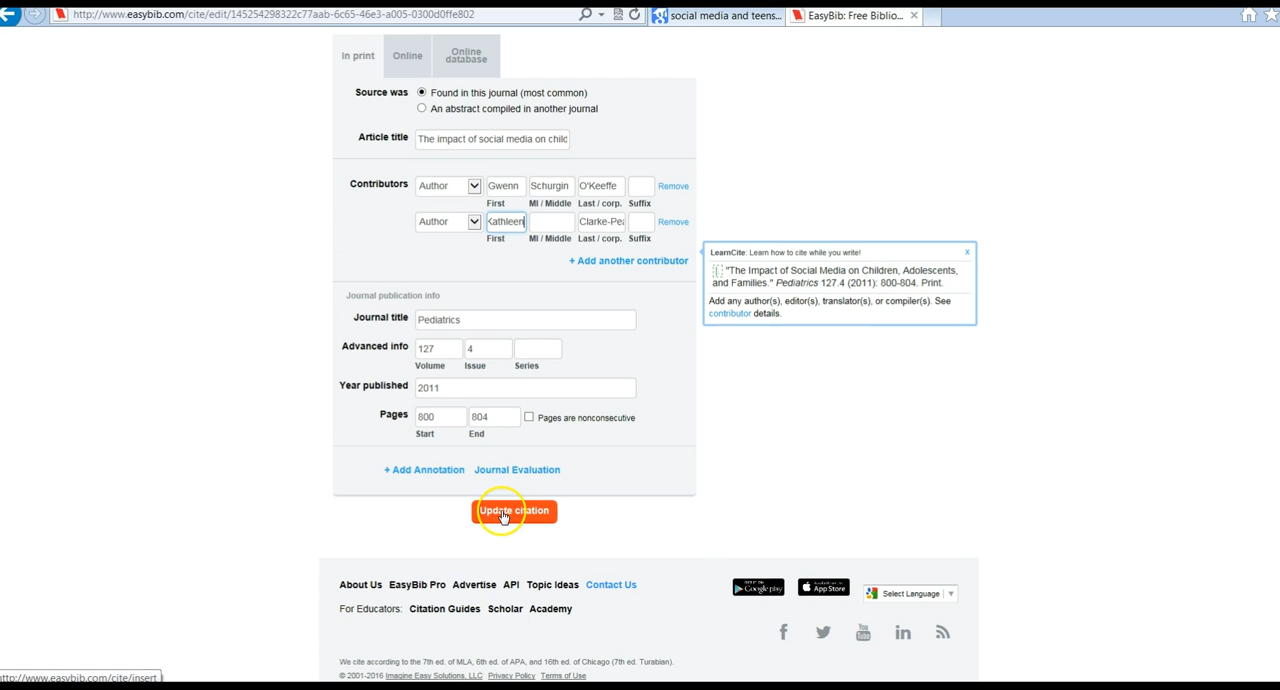 http://www.easybib.com/cite/edit/145254298322c77aab-6c65-46e3-a005-0300d0ffe802
social media and teens...
EasyBib: Free Biblio...
In print
Online
Online
database
Source was
Found in this journal (most common)
An abstract compiled in another journal
Article title
The impact of social media on child
Contributors
Author
Gwenn
Schurgin
O'Keeffe
Remove
First
MI / Middle
Last / corp.
Suffix
Author
Kathleen
Clarke-Pea
Remove
First
MI / Middle
Last / corp.
Suffix
+ Add another contributor
LearnCite: Learn how to cite while you write!
x
"The Impact of Social Media on Children, Adolescents,
and Families." Pediatrics 127.4 (2011): 800-804. Print.
Add any author(s), editor(s), translator(s), or compiler(s). See
contributor details.
Journal publication info
Journal title
Pediatrics
Advanced info
127
4
Volume
Issue
Series
Year published
2011
Pages
800
804
Pages are nonconsecutive
Start
End
+ Add Annotation
Journal Evaluation
Update citation
About Us
EasyBib Pro
Advertise
API
Topic Ideas
Contact Us
For Educators:
Citation Guides
Scholar
Academy
Google play
App Store
Select Language
You
Tube
We cite according to the 7th ed. of MLA, 6th ed. of APA, and 16th ed. of Chicago (7th ed. Turabian).
© 2001-2016 Imagine Easy Solutions, LLC Privacy Policy Terms of Use
http://www.easybib.com/cite/insert